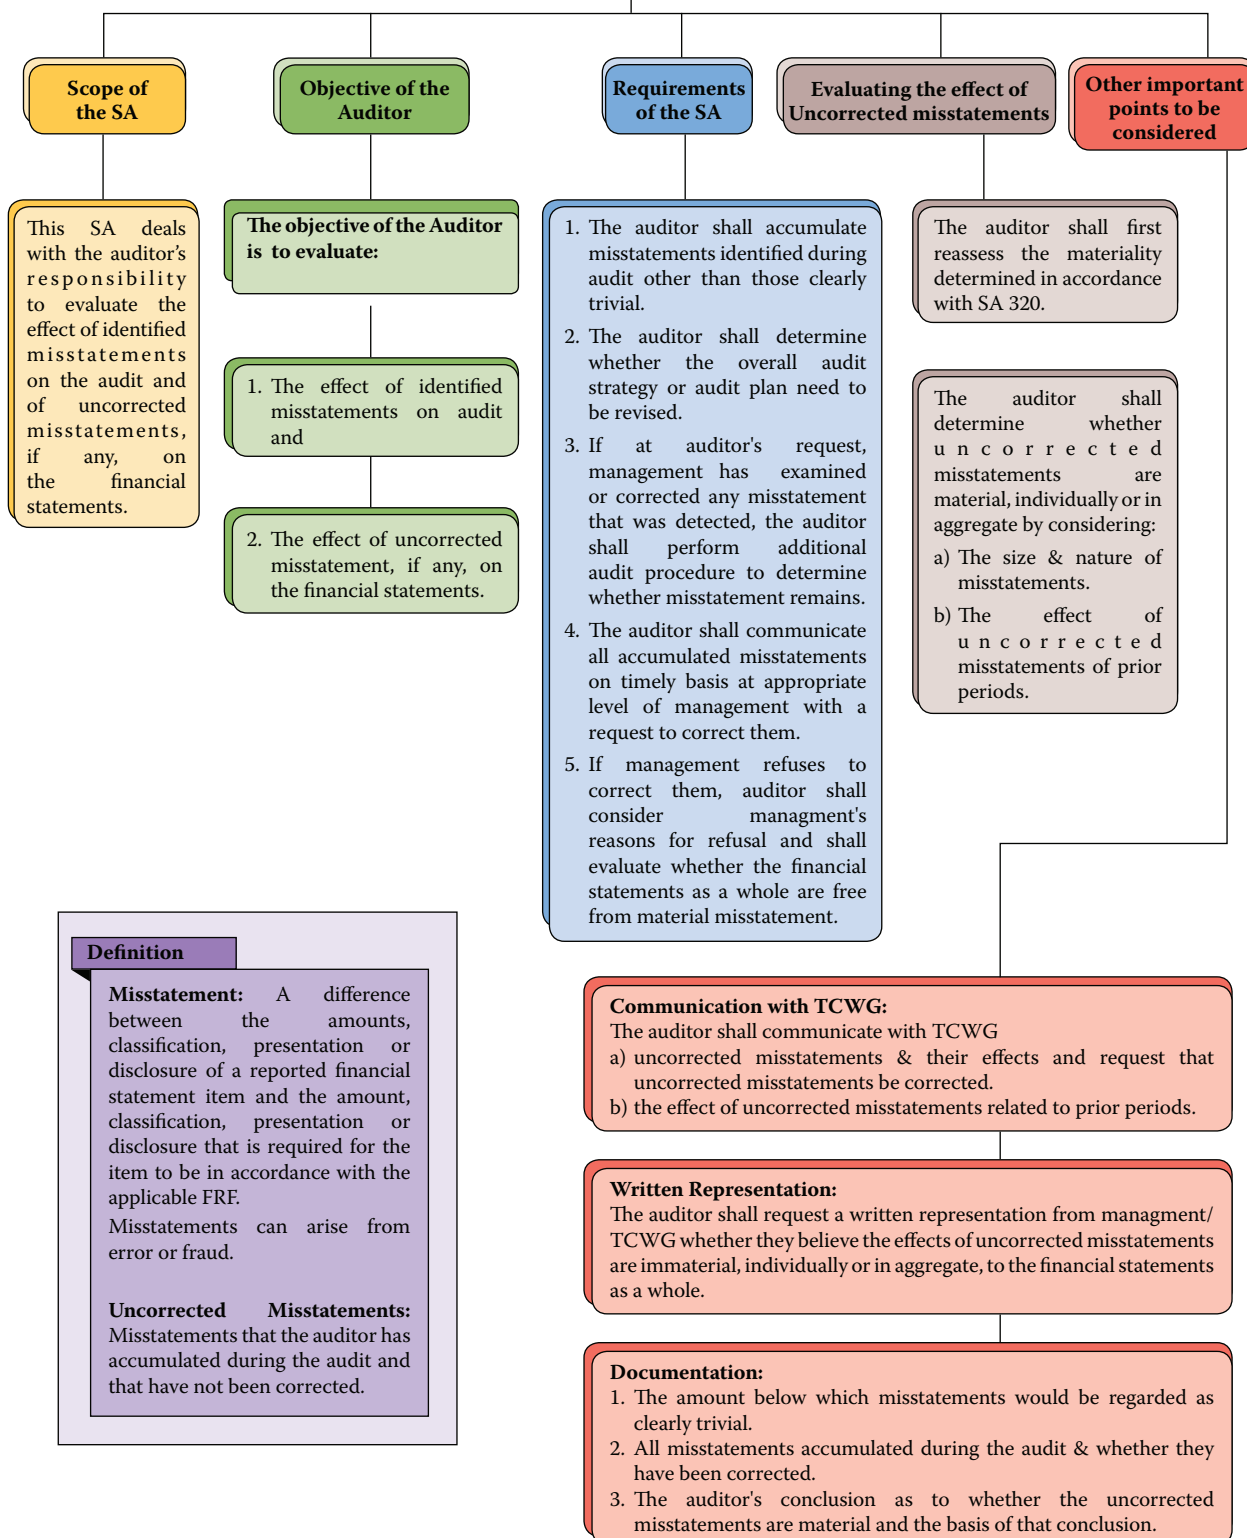 Scope of
the SA
Objective of the
Auditor
Requirements
of the SA
Evaluating the effect of
Uncorrected misstatements
Other important
points to be
considered
This SA deals
with the auditor's
responsibility
to evaluate the
effect of identified
misstatements
on the audit and
of uncorrected
misstatements,
if any, on
the financial
statements.
The objective of the Auditor
is to evaluate:
1. The effect of identified
misstatements on audit
and
2. The effect of uncorrected
misstatement, if any, on
the financial statements.
1. The auditor shall accumulate
misstatements identified during
audit other than those clearly
trivial.
2. The auditor shall determine
whether the overall audit
strategy or audit plan need to
be revised.
3. If at auditor's request,
management has examined
or corrected any misstatement
that was detected, the auditor
shall perform additional
audit procedure to determine
whether misstatement remains.
4. The auditor shall communicate
all accumulated misstatements
on timely basis at appropriate
level of management with a
request to correct them.
5. If management refuses to
correct them, auditor shall
consider managment's
reasons for refusal and shall
evaluate whether the financial
statements as a whole are free
from material misstatement.
The auditor shall first
reassess the materiality
determined in accordance
with SA 320.
The auditor shall
determine whether
uncorrected
misstatements are
material, individually or in
aggregate by considering:
a) The size & nature of
misstatements.
b) The effect of
uncorrected
misstatements of prior
periods.
Definition
Misstatement: A difference
between the amounts,
classification, presentation or
disclosure of a reported financial
statement item and the amount,
classification, presentation or
disclosure that is required for the
item to be in accordance with the
applicable FRF.
Misstatements can arise from
error or fraud.
Uncorrected Misstatements:
Misstatements that the auditor has
accumulated during the audit and
that have not been corrected.
Communication with TCWG:
The auditor shall communicate with TCWG
a) uncorrected misstatements & their effects and request that
uncorrected misstatements be corrected.
b) the effect of uncorrected misstatements related to prior periods.
Written Representation:
The auditor shall request a written representation from managment/
TCWG whether they believe the effects of uncorrected misstatements
are immaterial, individually or in aggregate, to the financial statements
as a whole.
Documentation:
1. The amount below which misstatements would be regarded as
clearly trivial.
2. All misstatements accumulated during the audit & whether they
have been corrected.
3. The auditor's conclusion as to whether the uncorrected
misstatements are material and the basis of that conclusion.